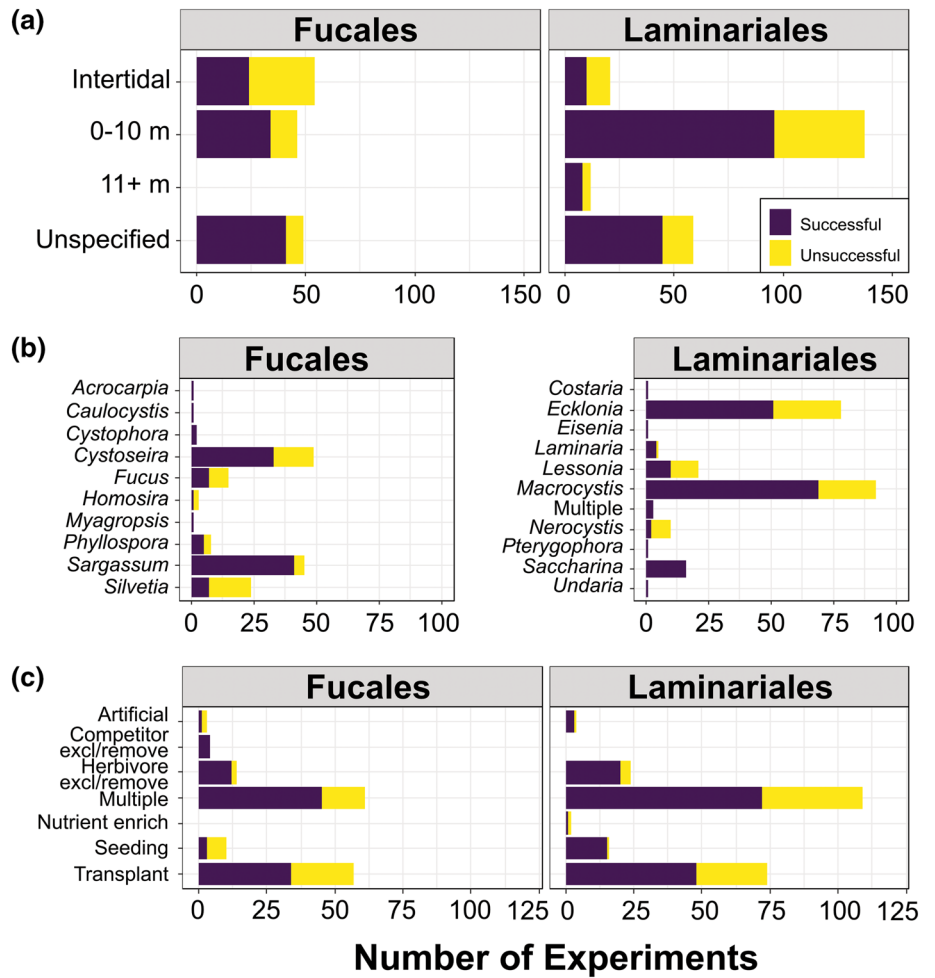 (a)
Fucales
Laminariales
Intertidal
0-10 m
11+ m
Unspecified
Successful
Unsuccessful
0 50 100 150
0 50 100 150
(b)
Fucales
Laminariales
Acrocarpia
Caulocystis
Cystophora
Cystoseira
Fucus
Homosira
Myagropsis
Phyllospora
Sargassum
Silvetia
0 25 50 75 100
Costaria
Ecklonia
Eisenia
Laminaria
Lessonia
Macrocystis
Multiple
Nerocystis
Pterygophora
Saccharina
Undaria
0 25 50 75 100
(c)
Fucales
Laminariales
Artificial
Competitor
excl/remove
Herbivore
excl/remove
Multiple
Nutrient enrich
Seeding
Transplant
0 25 50 75 100 125
0 25 50 75 100 125
Number of Experiments